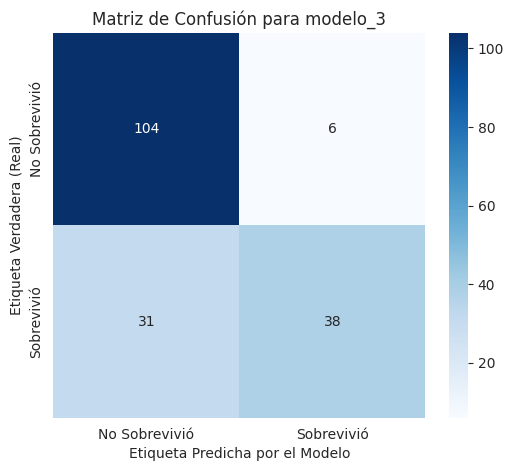 Matriz de Confusión para modelo_3
Etiqueta Verdadera (Real)
No Sobrevivió
Sobrevivió
104
6
31
38
No Sobrevivió
Sobrevivió
Etiqueta Predicha por el Modelo
100
80
60
40
20